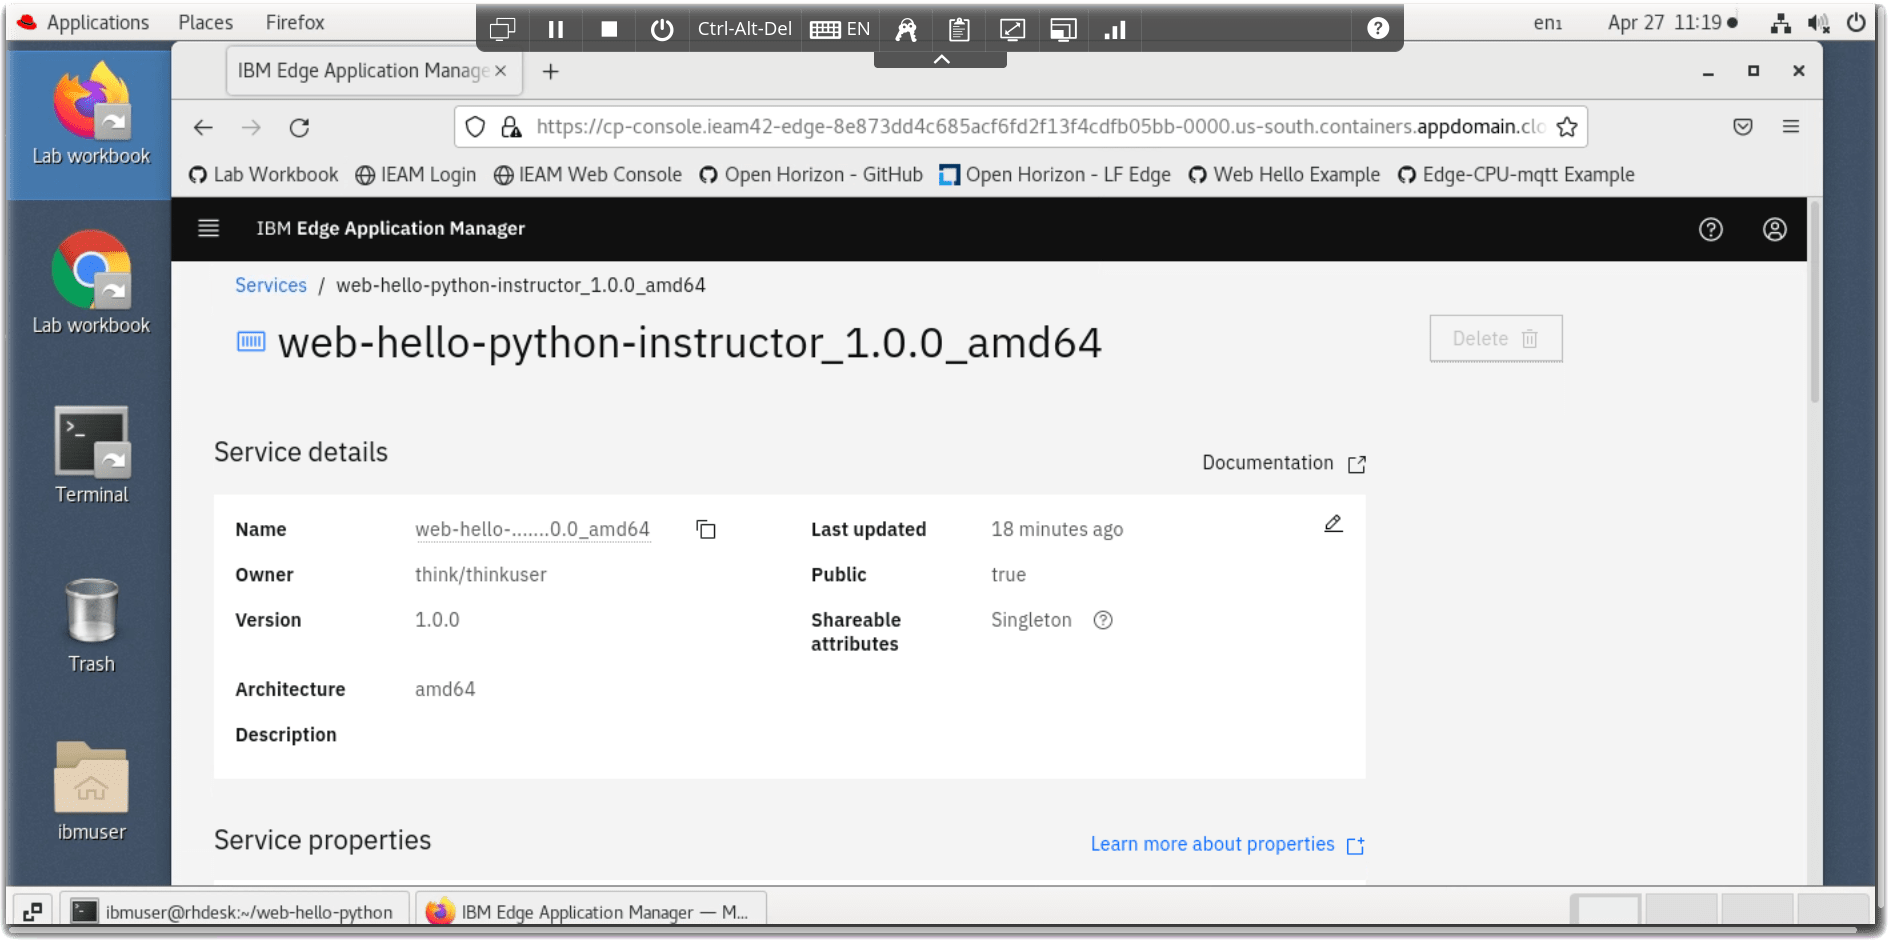 Applications Places Firefox
Ctrl-Alt-Del EN
en₁ Apr 27 11:19
IBM Edge Application Manage
https://cp-console.ieam42-edge-8e873dd4c685acf6fd2f13f4cdfb05bb-0000.us-south.containers.appdomain.clo
Lab Workbook IEAM Login IEAM Web Console Open Horizon - GitHub Open Horizon - LF Edge Web Hello Example Edge-CPU-mqtt Example
Lab workbook
Lab workbook
Terminal
Trash
ibmuser
IBM Edge Application Manager
Services / web-hello-python-instructor_1.0.0_amd64
web-hello-python-instructor_1.0.0_amd64
Delete
Service details
Documentation
Name web-hello-.......0.0_amd64 Last updated 18 minutes ago
Owner think/thinkuser Public true
Version 1.0.0 Shareable attributes Singleton
Architecture amd64
Description
Service properties
Learn more about properties
ibmuser@rhdesk:~/web-hello-python
IBM Edge Application Manager — M...